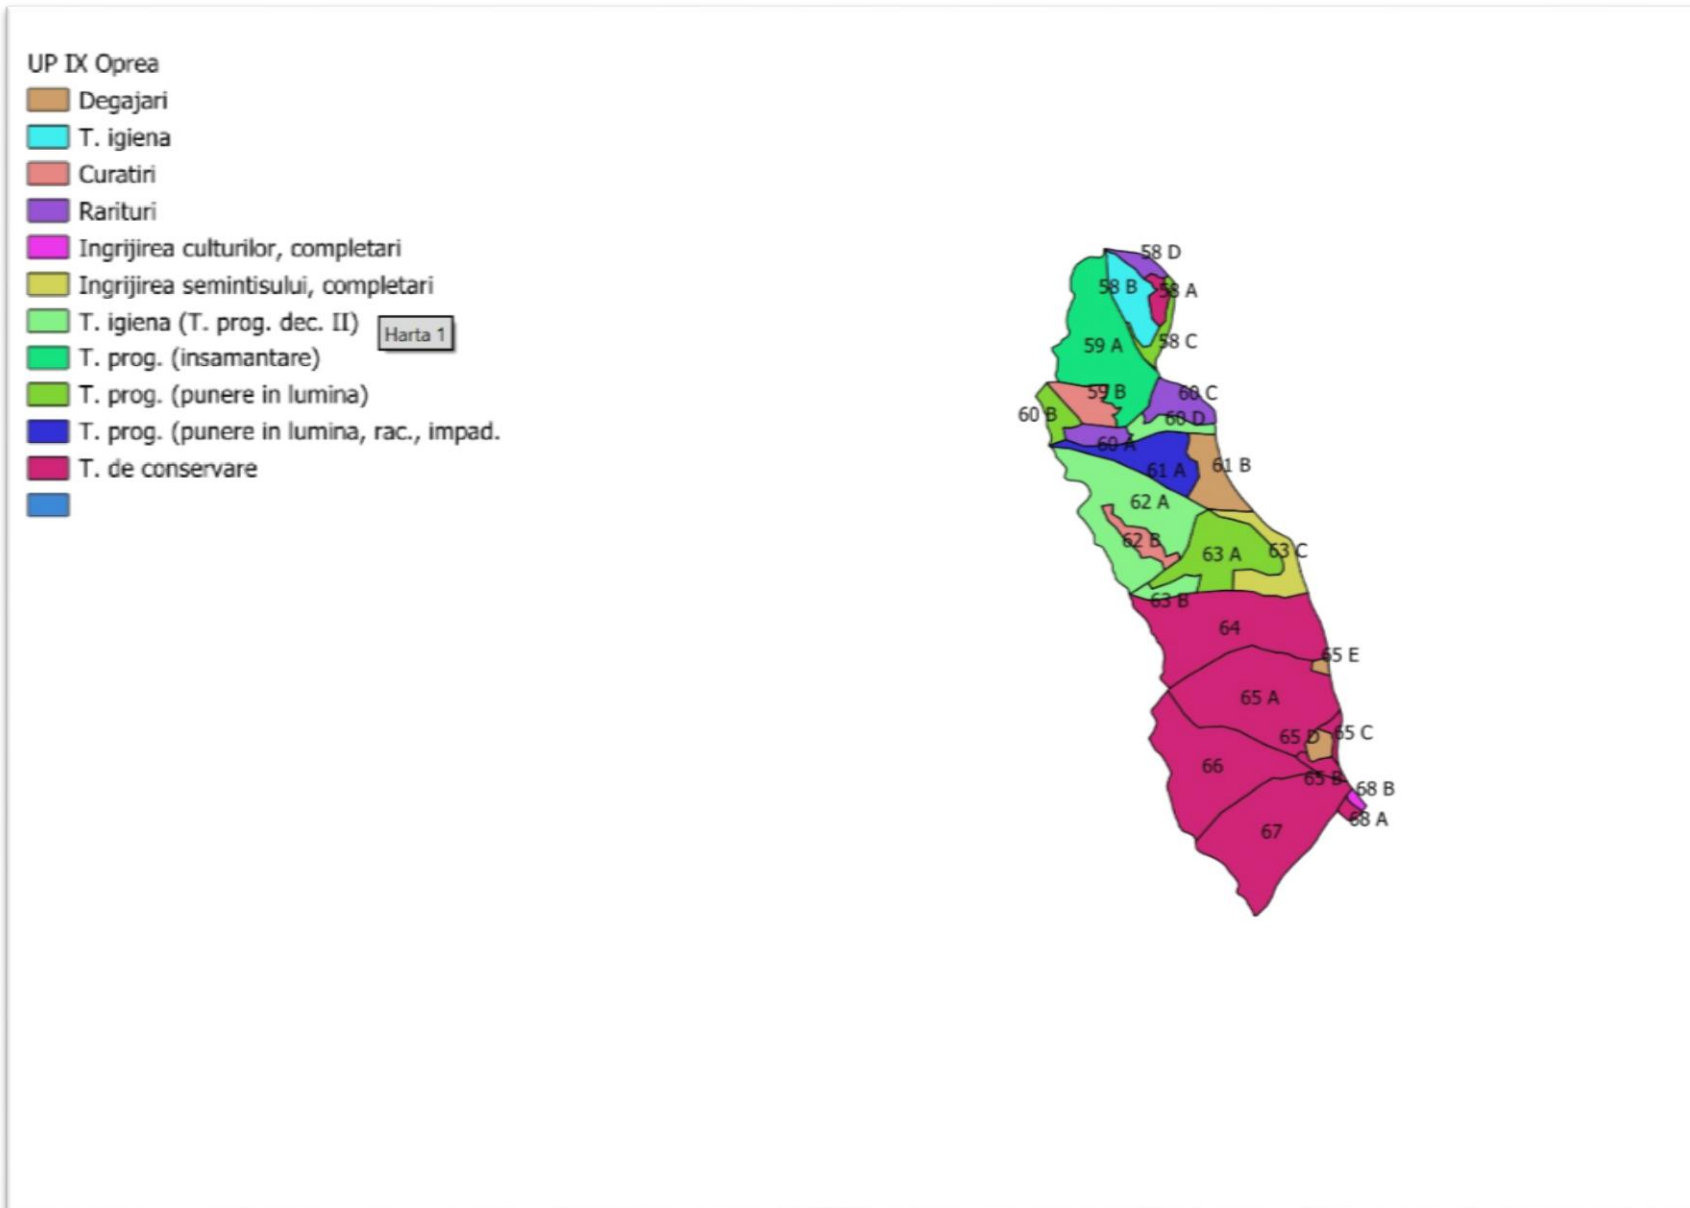 UP IX Oprea
Degajari
T. igiena
Curatiri
Rarituri
Ingrijirea culturilor, completari
Ingrijirea semintisului, completari
T. igiena (T. prog. dec. II)
Harta 1
T. prog. (insamantare)
T. prog. (punere in lumina)
T. prog. (punere in lumina, rac., impad.
T. de conservare
58 D
58 B
58 A
58 C
59 A
59 B
60 C
60 B
60 D
60 A
61 B
61 A
62 A
62 B
63 A
63 C
63 B
64
65 E
65 A
65 D
65 C
66
65 B
68 B
68 A
67